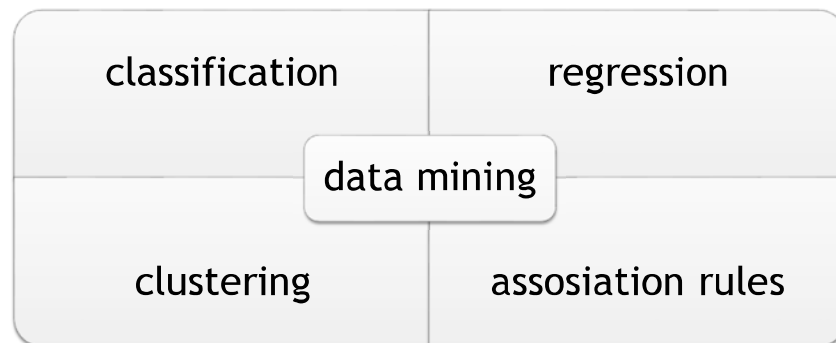 classification
regression
data mining
clustering
assosiation rules